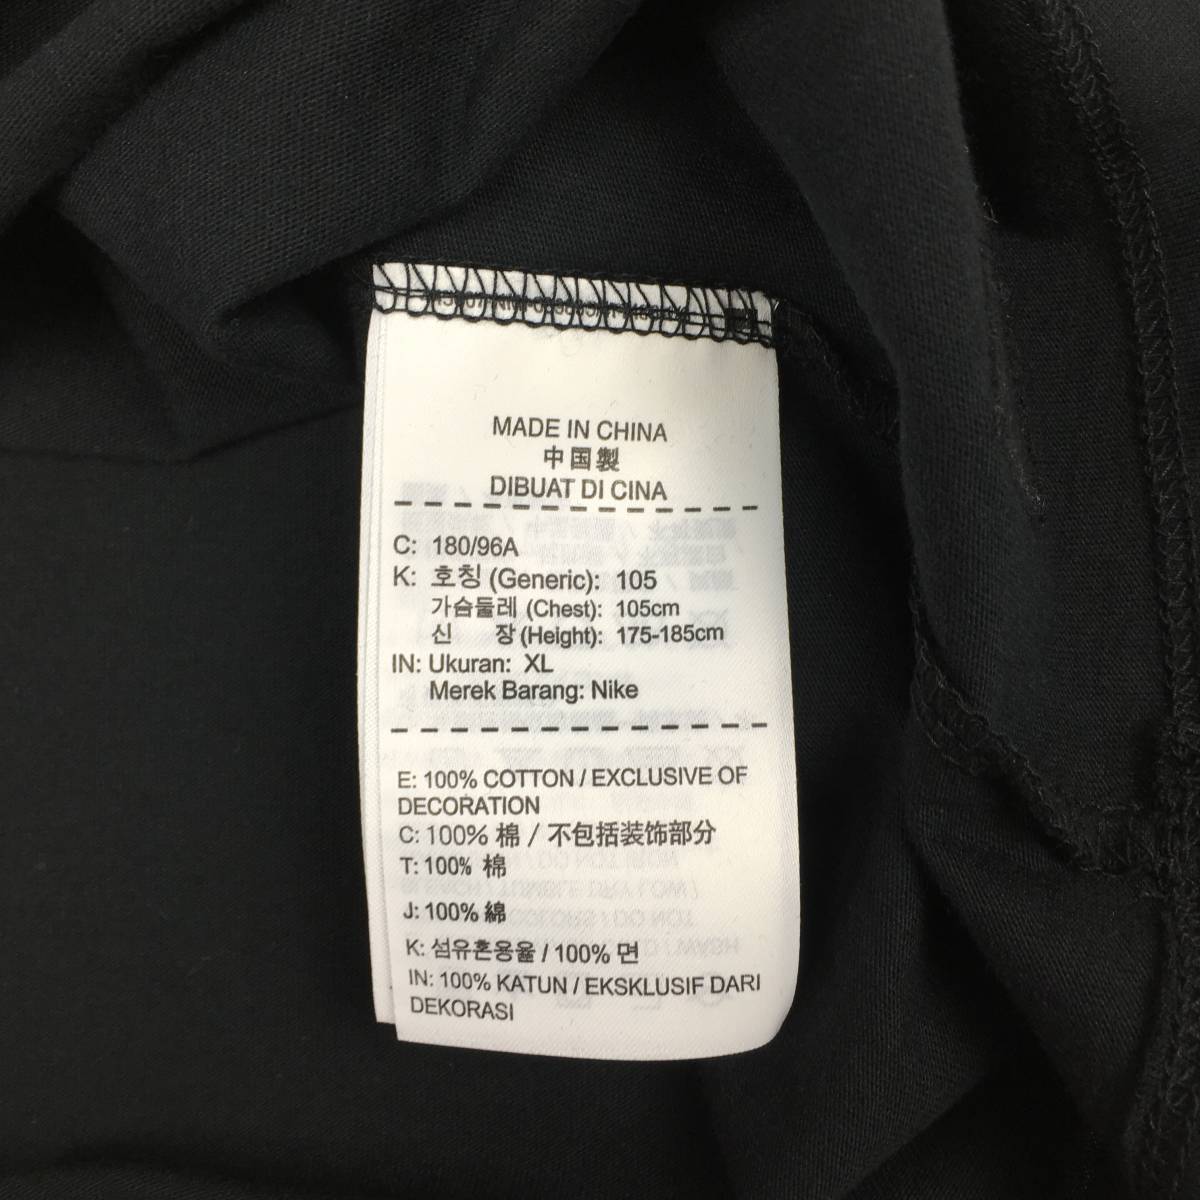 MADE IN CHINA
中国製
DIBUAT DI CINA
C: 180/96A
K: 호칭 (Generic): 105
가슴둘레 (Chest): 105cm
신 장 (Height): 175-185cm
IN: Ukuran: XL
Merek Barang: Nike
E: 100% COTTON / EXCLUSIVE OF
DECORATION
C: 100% 棉 / 不包括装饰部分
T: 100% 棉
J: 100% 綿
K: 섬유혼용율 / 100% 면
IN: 100% KATUN / EKSKLUSIF DARI
DEKORASI